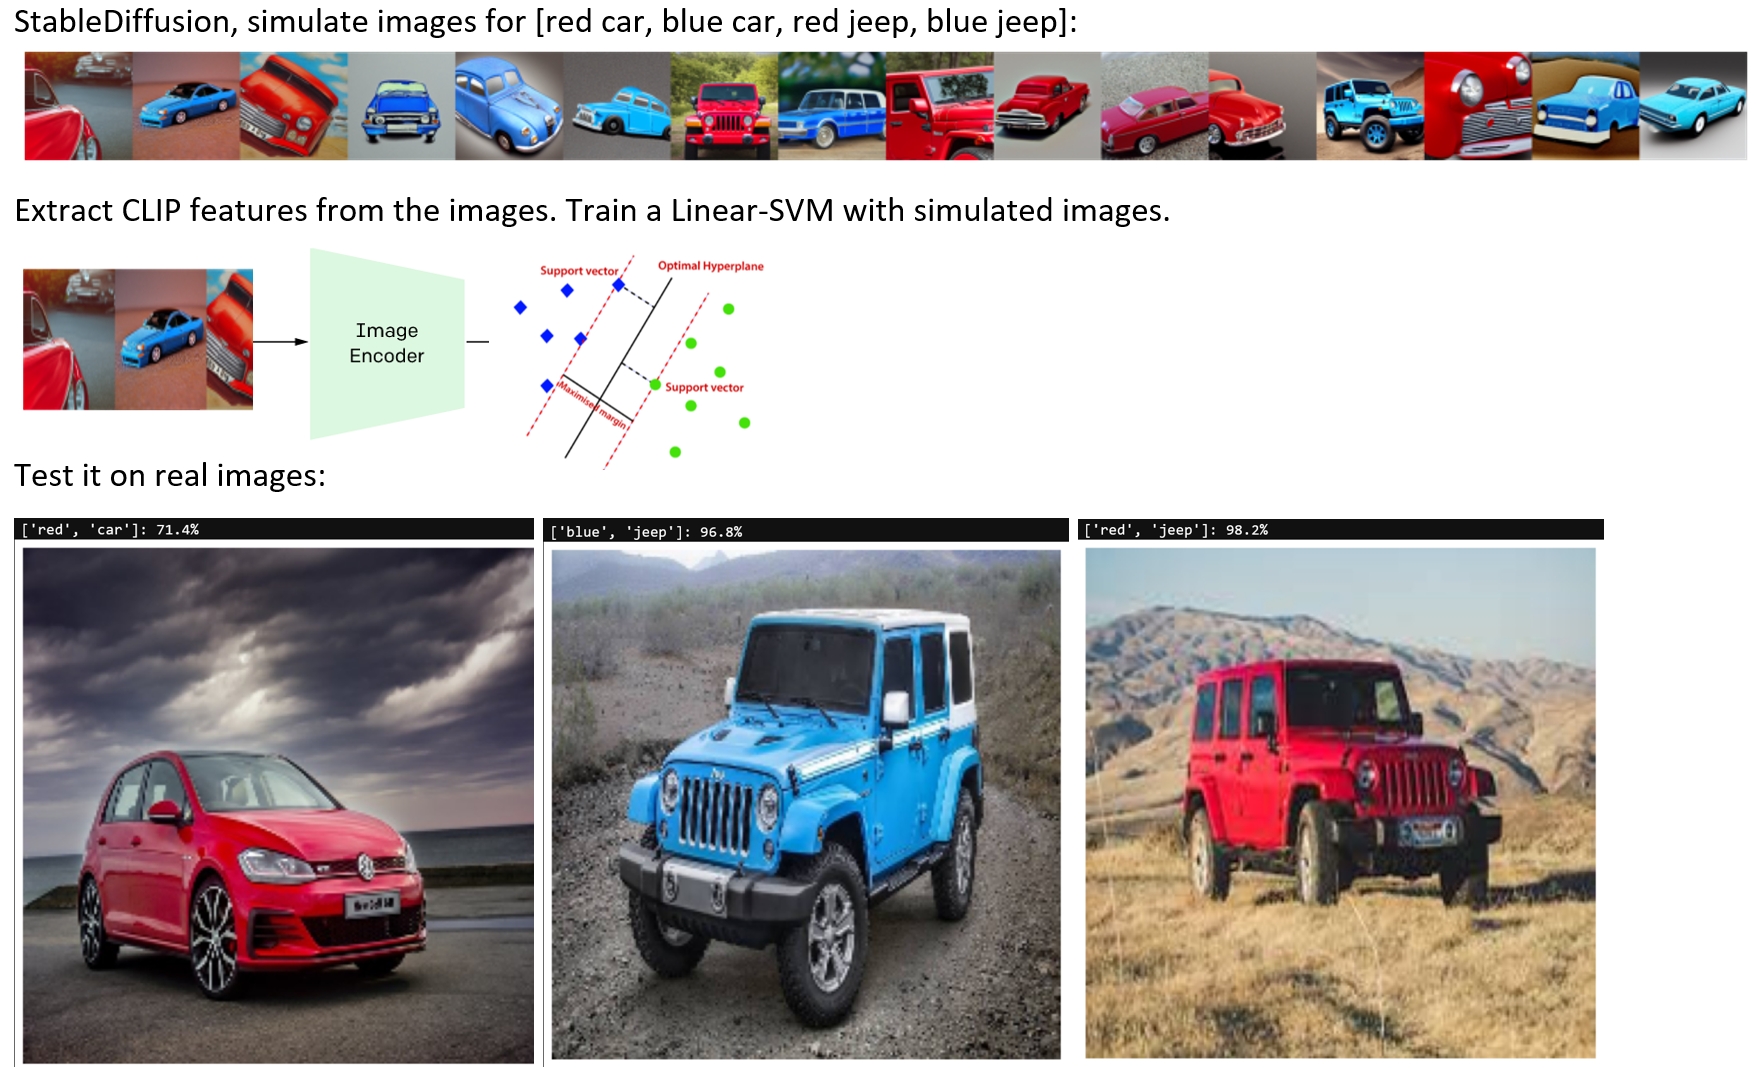 StableDiffusion, simulate images for [red car, blue car, red jeep, blue jeep]:
Extract CLIP features from the images. Train a Linear-SVM with simulated images.
Image
Encoder
Support vector
Optimal Hyperplane
Maximised margin
Support vector
Test it on real images:
['red', 'car']: 71.4%
['blue', 'jeep']: 96.8%
['red', 'jeep']: 98.2%